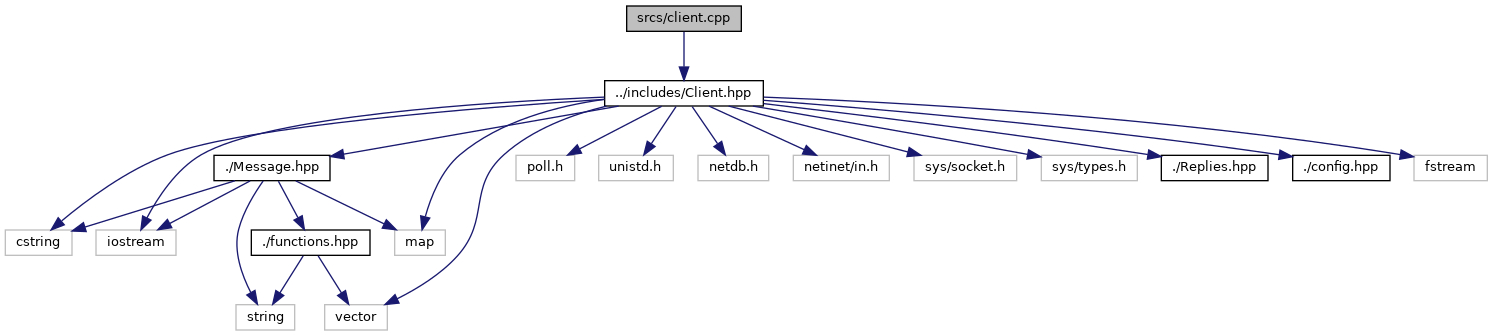 srcs/client.cpp
../includes/Client.hpp
./Message.hpp
poll.h
unistd.h
netdb.h
netinet/in.h
sys/socket.h
sys/types.h
./Replies.hpp
./config.hpp
fstream
cstring
iostream
./functions.hpp
map
string
vector